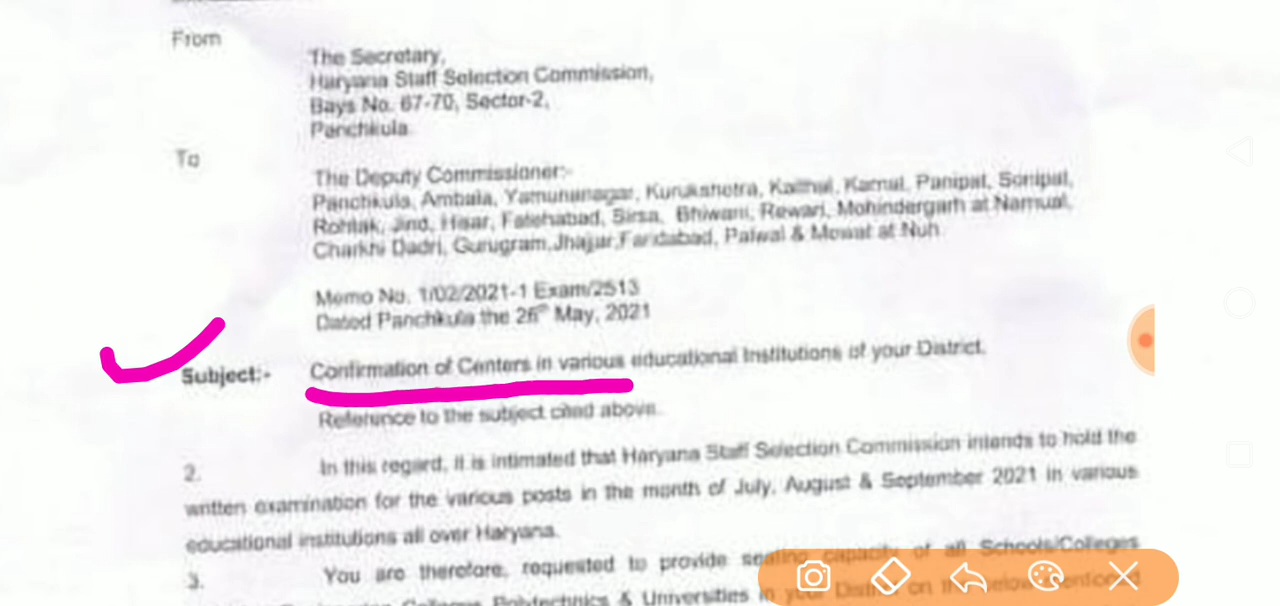 From
The Secretary,
Haryana Staff Selection Commission,
Bays No. 67-70, Sector-2,
Panchkula
To
The Deputy Commissioner:-
Panchkula, Ambala, Yamunanagar, Kurukshetra, Kaithal, Karnal, Panipat, Sonipat,
Rohtak, Jind, Hisar, Fatehabad, Sirsa, Bhiwani, Rewari, Mohindergarh at Narnual,
Charkhi Dadri, Gurugram, Jhajjar, Faridabad, Palwal & Mewat at Nuh
Memo No. 1/02/2021-1 Exam/2513
Dated Panchkula the 26th May, 2021
Subject:- Confirmation of Centers in various educational Institutions of your District.
Reference to the subject cited above.
2. In this regard, it is intimated that Haryana Staff Selection Commission intends to hold the
written examination for the various posts in the month of July, August & September 2021 in various
educational institutions all over Haryana.
3. You are therefore, requested to provide seating capacity of all Schools/Colleges
Colleges Polytechnics & Universities in your District on the below mentioned